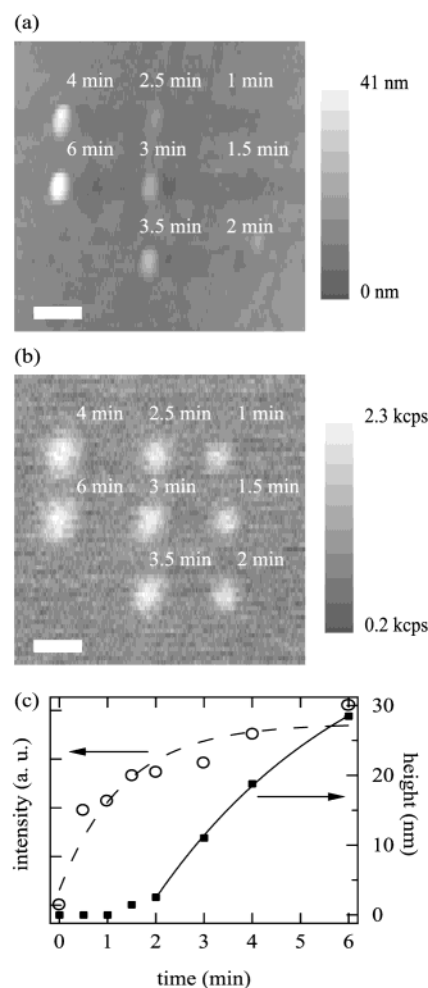 (a)
4 min 2.5 min 1 min
41 nm
6 min 3 min 1.5 min
3.5 min 2 min
0 nm
(b)
4 min 2.5 min 1 min
2.3 kcps
6 min 3 min 1.5 min
3.5 min 2 min
0.2 kcps
(c)
intensity (a. u.)
30
20
10
0
height (nm)
0 1 2 3 4 5 6
time (min)